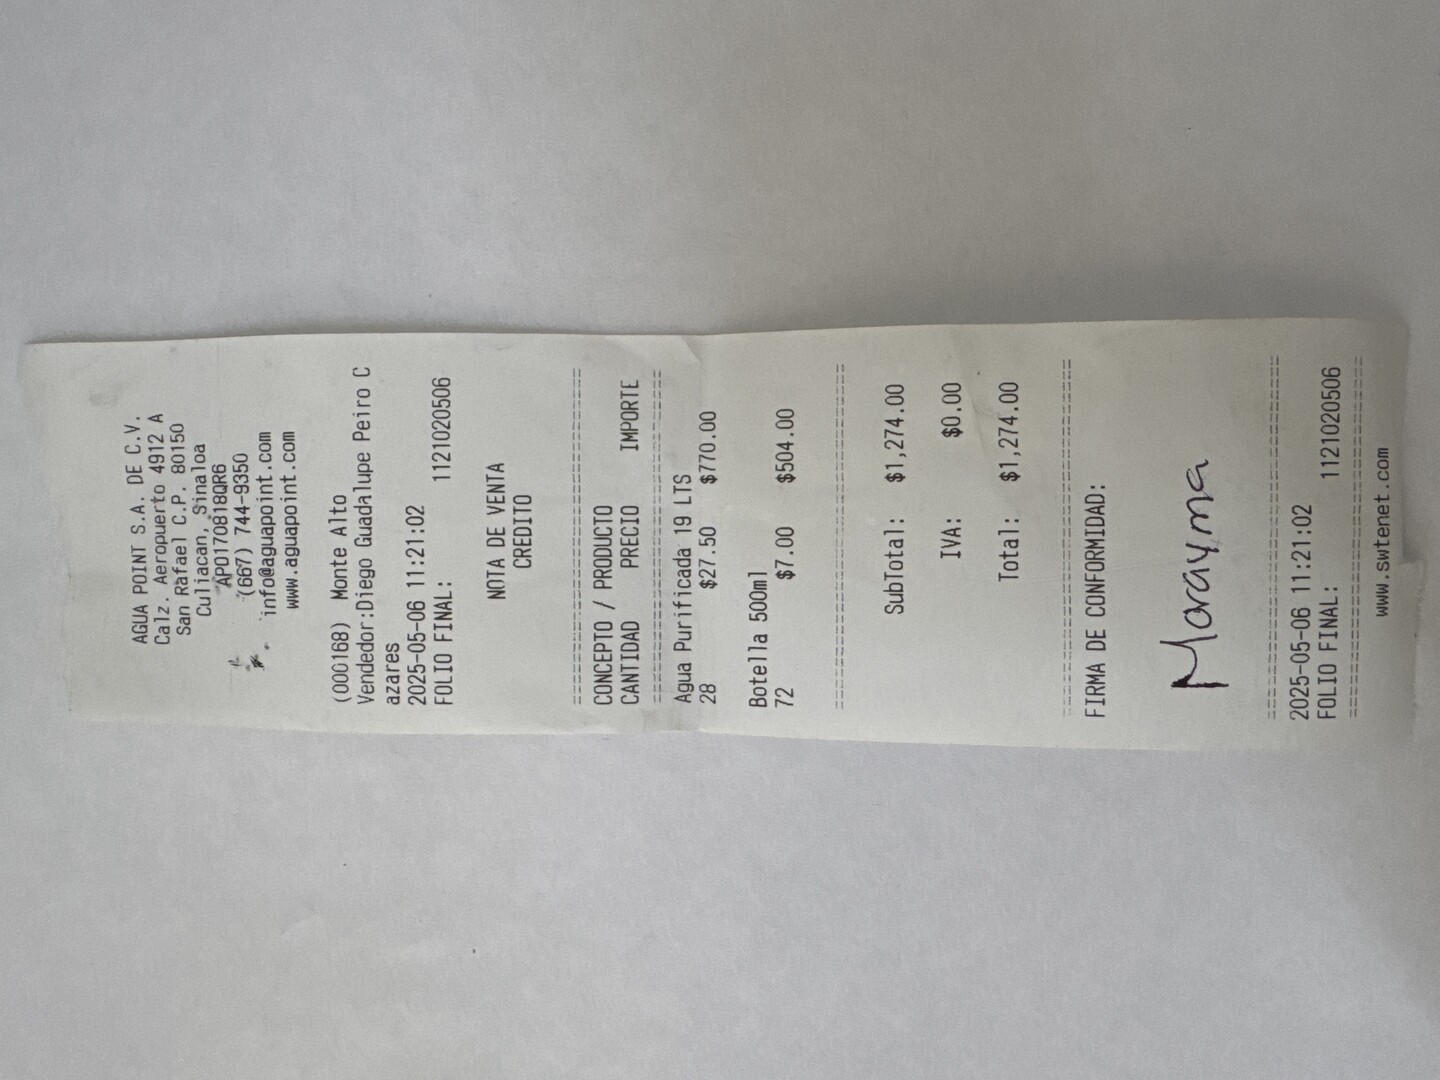 AGUA POINT S.A. DE C.V.
Calz. Aeropuerto 4912 A
San Rafael C.P. 80150
Culiacan, Sinaloa
APO170818QR6
(667) 744-9350
info@aguapoint.com
www.aguapoint.com
(000168) Monte Alto
Vendedor:Diego Guadalupe Peiro C
azares
2025-05-06 11:21:02
FOLIO FINAL: 1121020506
NOTA DE VENTA
CREDITO
================================
CONCEPTO / PRODUCTO
CANTIDAD PRECIO IMPORTE
================================
Agua Purificada 19 LTS
28 $27.50 $770.00
Botella 500ml
72 $7.00 $504.00
================================
SubTotal: $1,274.00
IVA: $0.00
Total: $1,274.00
================================
FIRMA DE CONFORMIDAD:
Marayma
================================
2025-05-06 11:21:02
FOLIO FINAL: 1121020506
================================
www.swtenet.com